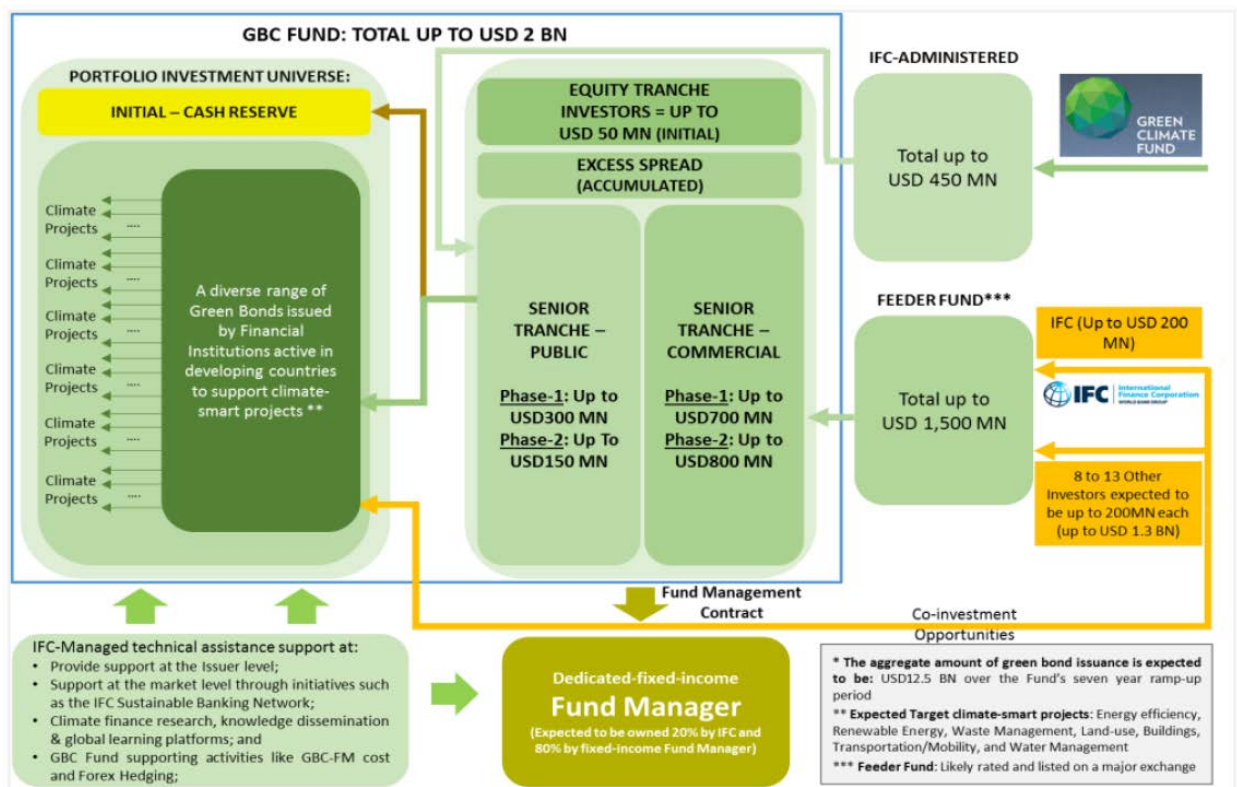 GBC FUND: TOTAL UP TO USD 2 BN
PORTFOLIO INVESTMENT UNIVERSE:
INITIAL – CASH RESERVE
Climate
Projects
....
Climate
Projects
....
Climate
Projects
....
Climate
Projects
....
Climate
Projects
....
Climate
Projects
....
A diverse range of
Green Bonds issued
by Financial
Institutions active in
developing countries
to support climate-
smart projects **
EQUITY TRANCHE
INVESTORS = UP TO
USD 50 MN (INITIAL)
EXCESS SPREAD
(ACCUMULATED)
SENIOR
TRANCHE –
PUBLIC
Phase-1: Up to
USD300 MN
Phase-2: Up To
USD150 MN
SENIOR
TRANCHE –
COMMERCIAL
Phase-1: Up to
USD700 MN
Phase-2: Up to
USD800 MN
IFC-ADMINISTERED
Total up to
USD 450 MN
GREEN
CLIMATE
FUND
FEEDER FUND***
Total up to
USD 1,500 MN
IFC (Up to USD 200
MN)
IFC
International
Finance Corporation
WORLD BANK GROUP
8 to 13 Other
Investors expected to
be up to 200MN each
(up to USD 1.3 BN)
Fund Management
Contract
Co-investment
Opportunities
IFC-Managed technical assistance support at:
• Provide support at the Issuer level;
• Support at the market level through initiatives such
as the IFC Sustainable Banking Network;
• Climate finance research, knowledge dissemination
& global learning platforms; and
• GBC Fund supporting activities like GBC-FM cost
and Forex Hedging;
Dedicated-fixed-income
Fund Manager
(Expected to be owned 20% by IFC and
80% by fixed-income Fund Manager)
* The aggregate amount of green bond issuance is expected
to be: USD12.5 BN over the Fund's seven year ramp-up
period
** Expected Target climate-smart projects: Energy efficiency,
Renewable Energy, Waste Management, Land-use, Buildings,
Transportation/Mobility, and Water Management
*** Feeder Fund: Likely rated and listed on a major exchange